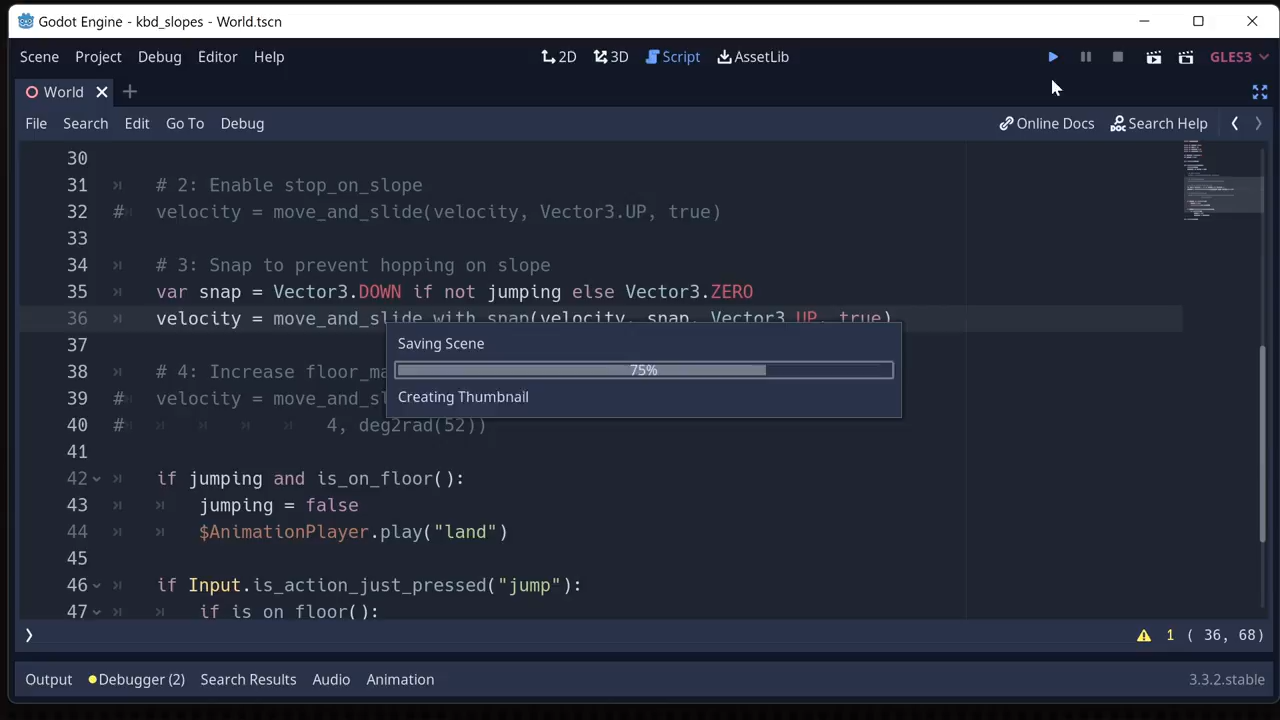 Godot Engine - kbd_slopes - World.tscn
Scene Project Debug Editor Help 2D 3D Script AssetLib GLES3
World
File Search Edit Go To Debug Online Docs Search Help
30
31 # 2: Enable stop_on_slope
32 # velocity = move_and_slide(velocity, Vector3.UP, true)
33
34 # 3: Snap to prevent hopping on slope
35 var snap = Vector3.DOWN if not jumping else Vector3.ZERO
36 velocity = move_and_slide_with_snap(velocity, snap, Vector3.UP, true)
37
Saving Scene
75%
Creating Thumbnail
38 # 4: Increase floor_ma
39 # velocity = move_and_sl
40 # 4, deg2rad(52))
41
42 if jumping and is_on_floor():
43 jumping = false
44 $AnimationPlayer.play("land")
45
46 if Input.is_action_just_pressed("jump"):
47 if is_on_floor():
1 ( 36, 68)
Output Debugger (2) Search Results Audio Animation 3.3.2.stable